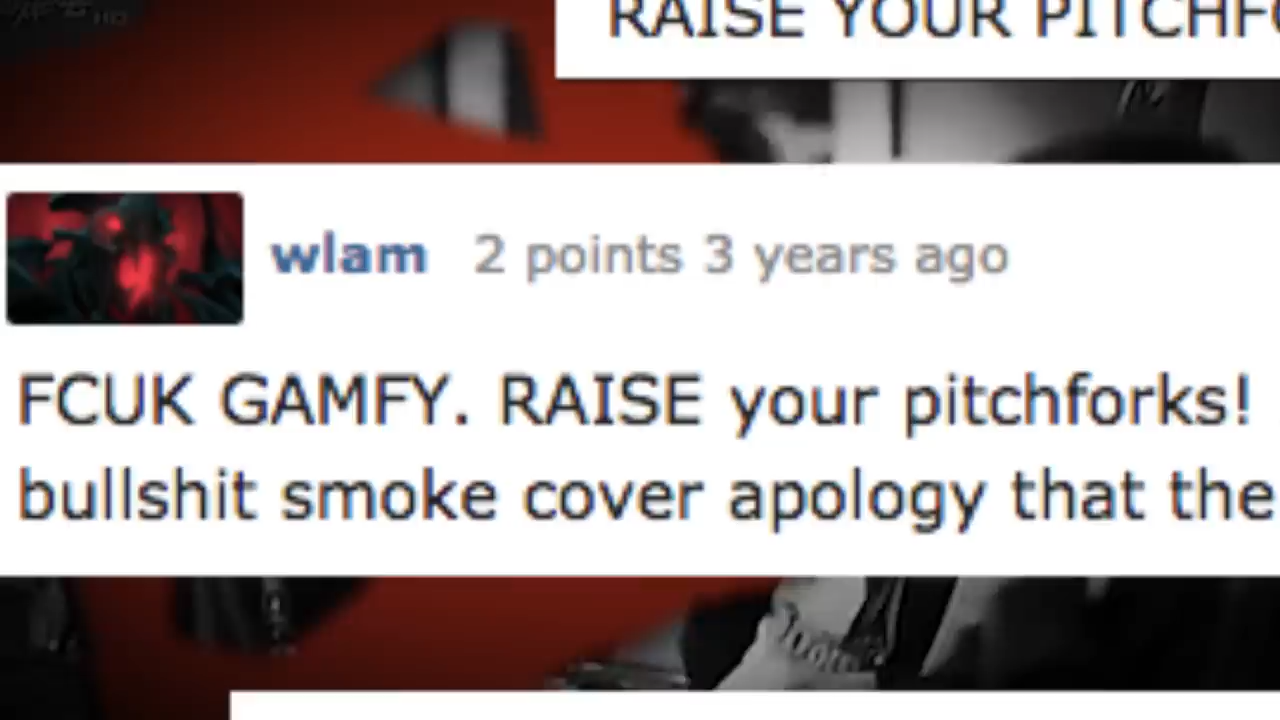 RAISE YOUR PITCHFO
wlam 2 points 3 years ago
FCUK GAMFY. RAISE your pitchforks!
bullshit smoke cover apology that the